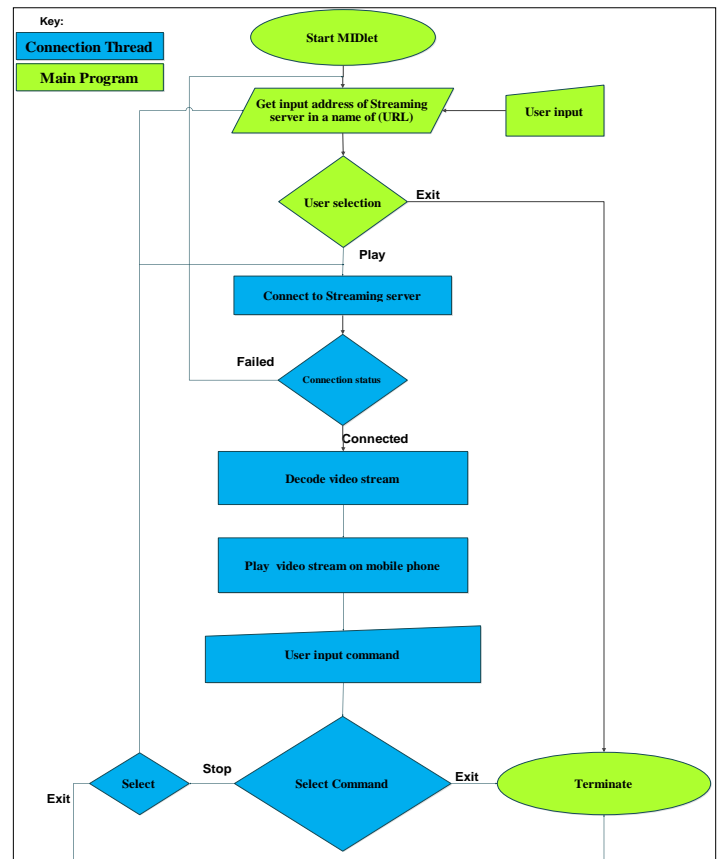 Key:
Connection Thread
Main Program
Start MIDlet
Get input address of Streaming
server in a name of (URL)
User input
User selection
Exit
Play
Connect to Streaming server
Failed
Connection status
Connected
Decode video stream
Play video stream on mobile phone
User input command
Select
Stop
Select Command
Exit
Terminate
Exit